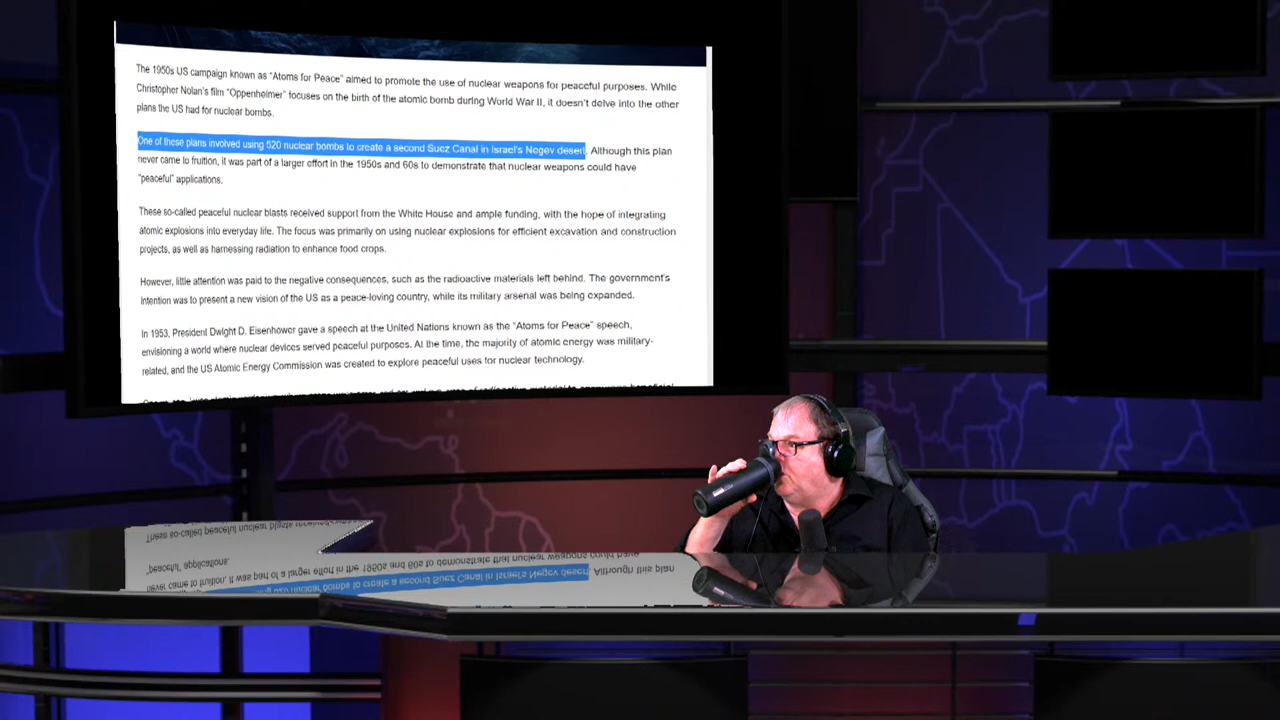 The 1950s US campaign known as "Atoms for Peace" aimed to promote the use of nuclear weapons for peaceful purposes. While
Christopher Nolan's film "Oppenheimer" focuses on the birth of the atomic bomb during World War II, it doesn't delve into the other
plans the US had for nuclear bombs.
One of these plans involved using 520 nuclear bombs to create a second Suez Canal in Israel's Negev desert. Although this plan
never came to fruition, it was part of a larger effort in the 1950s and 60s to demonstrate that nuclear weapons could have
"peaceful" applications.
These so-called peaceful nuclear blasts received support from the White House and ample funding, with the hope of integrating
atomic explosions into everyday life. The focus was primarily on using nuclear explosions for efficient excavation and construction
projects, as well as harnessing radiation to enhance food crops.
However, little attention was paid to the negative consequences, such as the radioactive materials left behind. The government's
intention was to present a new vision of the US as a peace-loving country, while its military arsenal was being expanded.
In 1953, President Dwight D. Eisenhower gave a speech at the United Nations known as the "Atoms for Peace" speech,
envisioning a world where nuclear devices served peaceful purposes. At the time, the majority of atomic energy was military-
related, and the US Atomic Energy Commission was created to explore peaceful uses for nuclear technology.